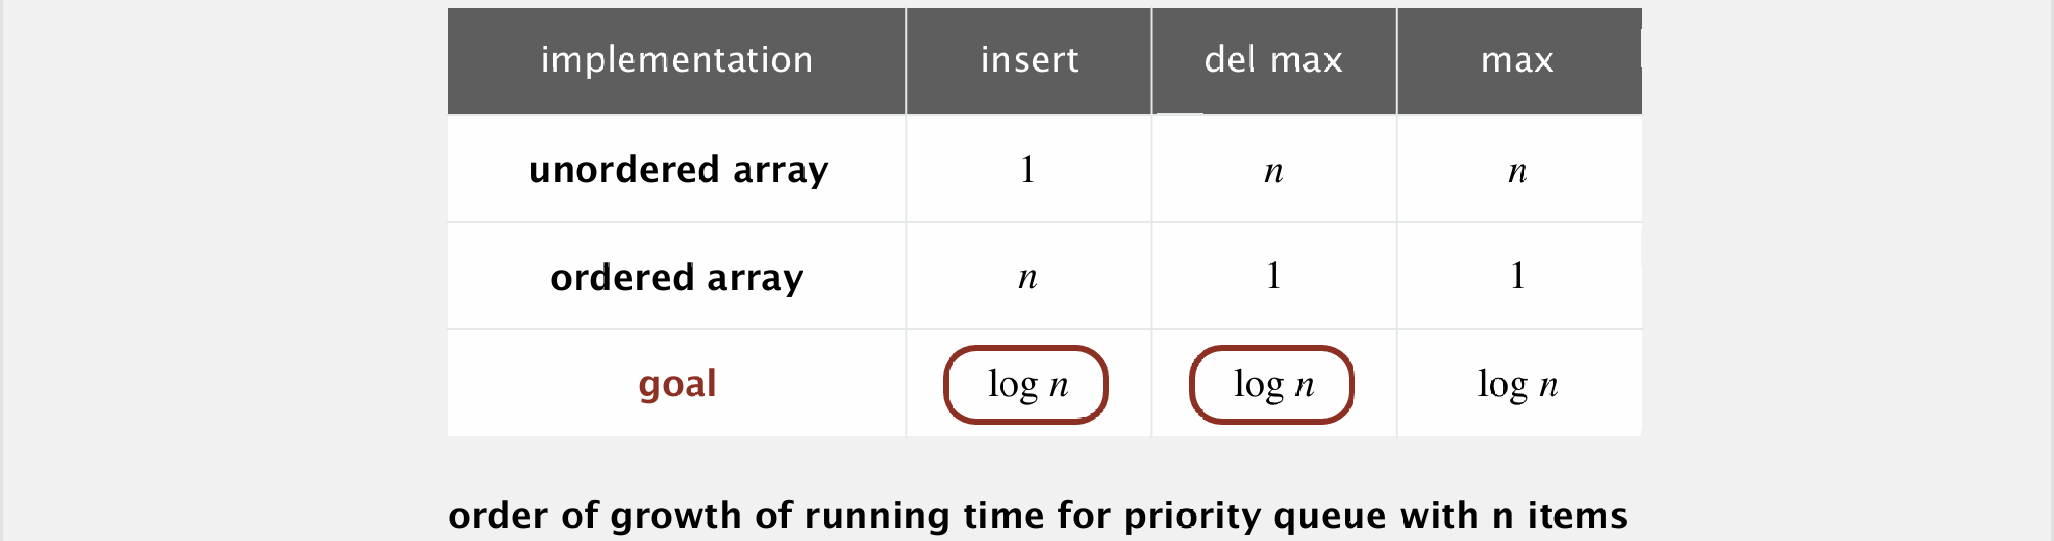 implementation insert del max max
unordered array 1 n n
ordered array n 1 1
goal log n log n log n
order of growth of running time for priority queue with n items